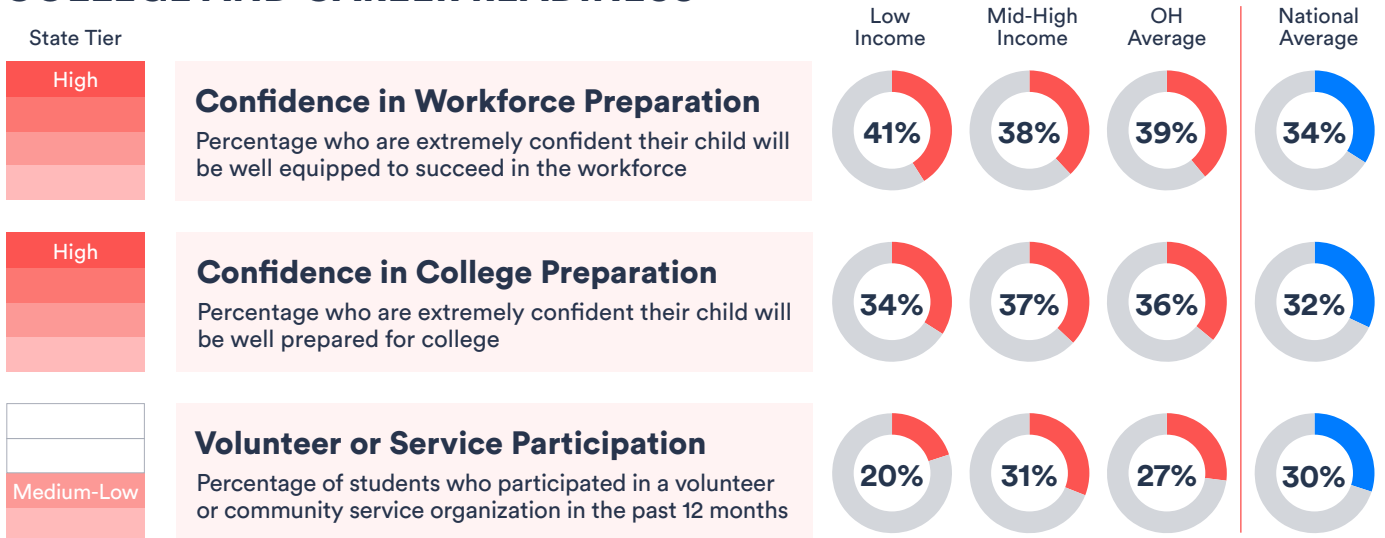 State Tier
Low
Income
Mid-High
Income
OH
Average
National
Average
High
Confidence in Workforce Preparation
Percentage who are extremely confident their child will
be well equipped to succeed in the workforce
41%
38%
39%
34%
High
Confidence in College Preparation
Percentage who are extremely confident their child will
be well prepared for college
34%
37%
36%
32%
Medium-Low
Volunteer or Service Participation
Percentage of students who participated in a volunteer
or community service organization in the past 12 months
20%
31%
27%
30%